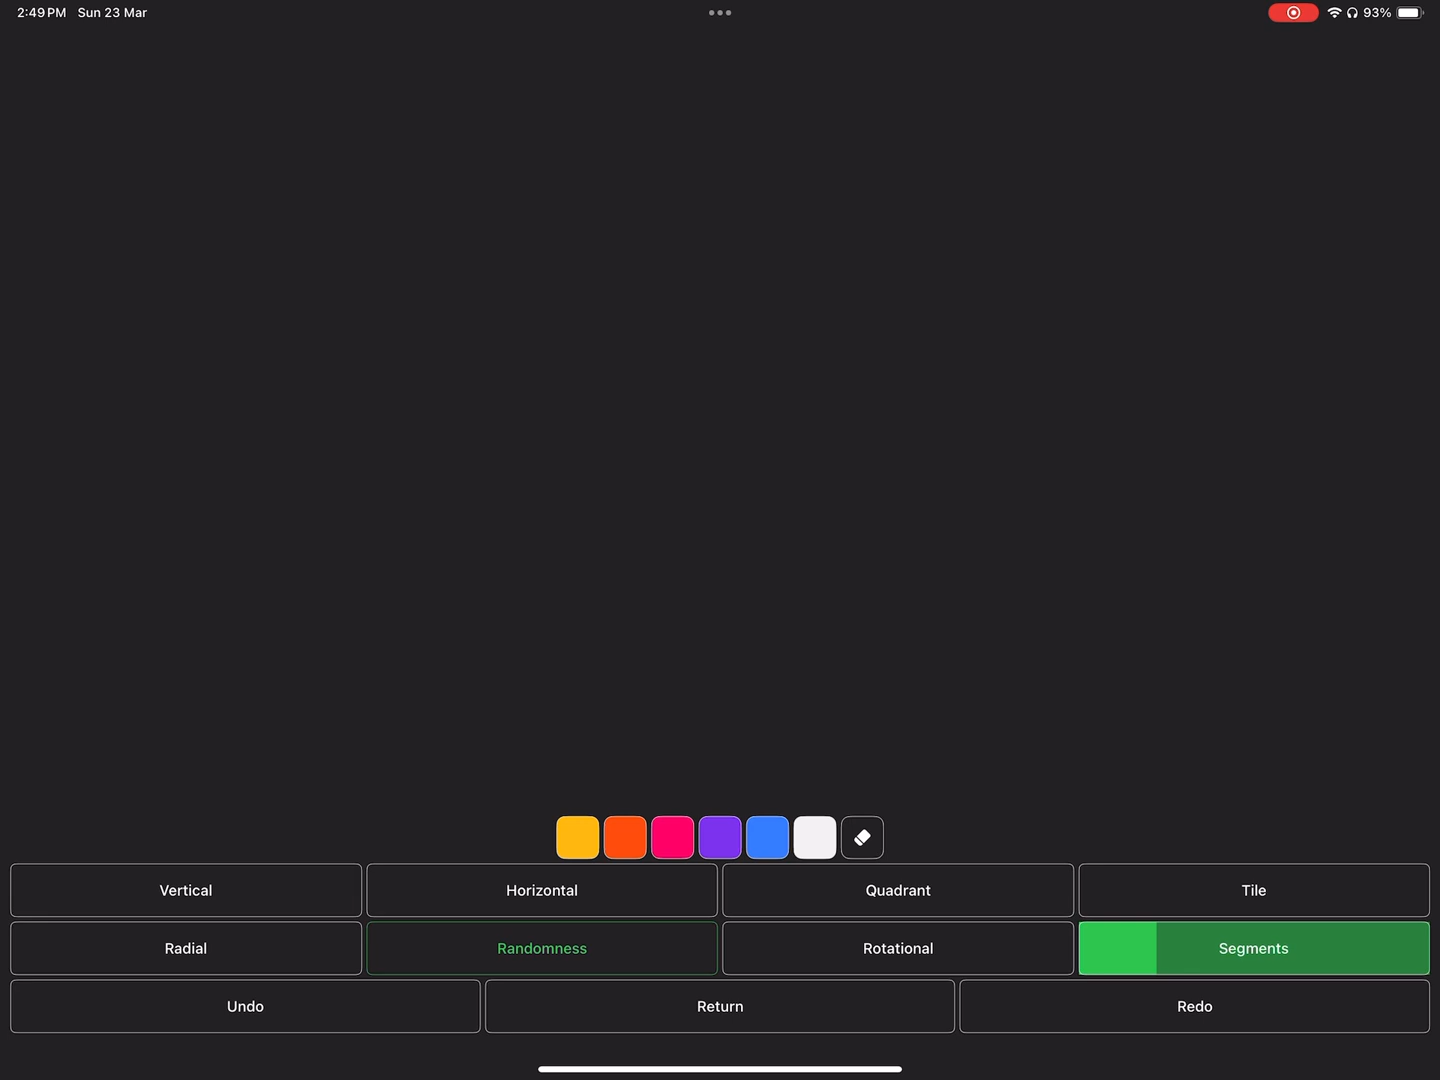 2:49 PM Sun 23 Mar 93%
Vertical Horizontal Quadrant Tile
Radial Randomness Rotational Segments
Undo Return Redo